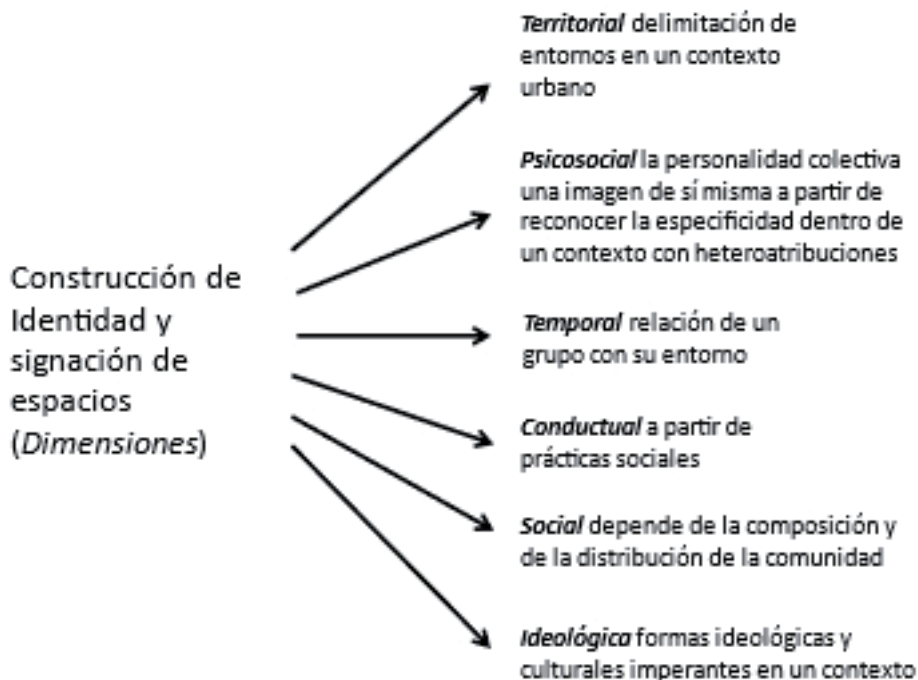 Territorial delimitación de
entornos en un contexto
urbano
Psicosocial la personalidad colectiva
una imagen de sí misma a partir de
reconocer la especificidad dentro de
un contexto con heteroatribuciones
Construcción de
Identidad y
signación de
espacios
(Dimensiones)
Temporal relación de un
grupo con su entorno
Conductual a partir de
prácticas sociales
Social depende de la composición y
de la distribución de la comunidad
Ideológica formas ideológicas y
culturales imperantes en un contexto